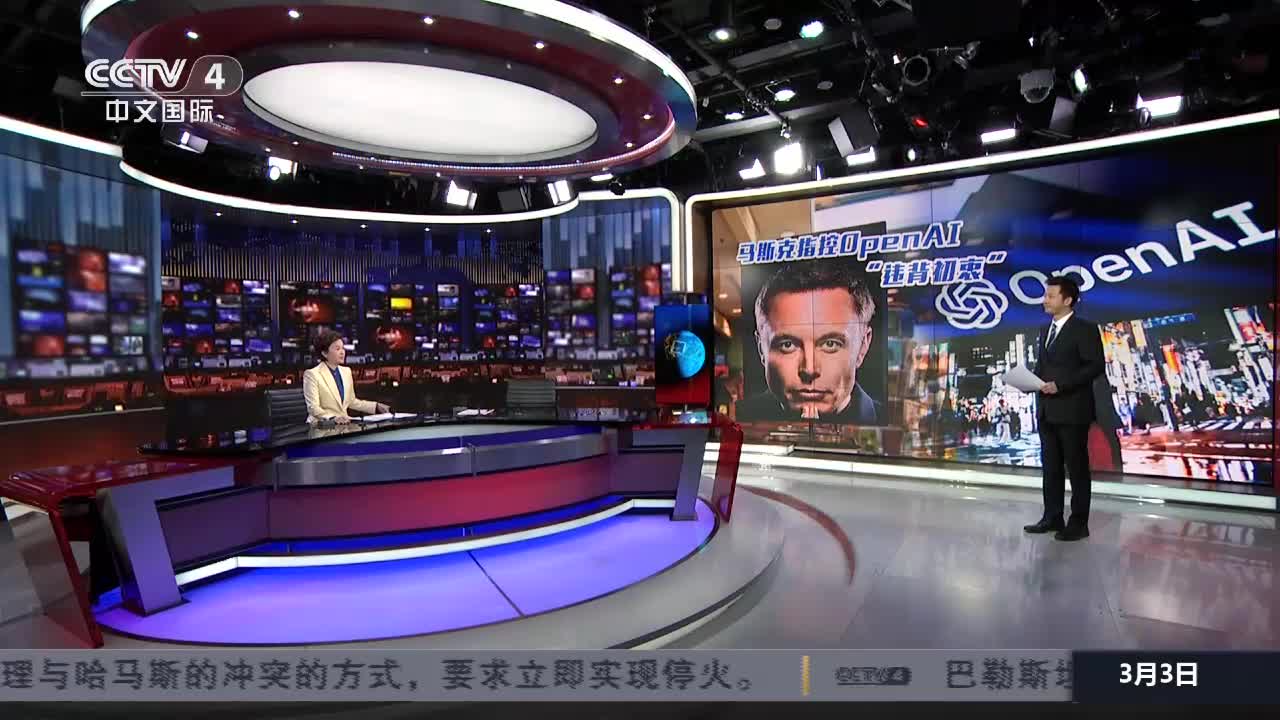 CCTV 4
中文国际
马斯克指控OpenAI
“违背初衷”
OpenAI
理与哈马斯的冲突的方式，要求立即实现停火。
CCTV 4
巴勒斯坦
3月3日